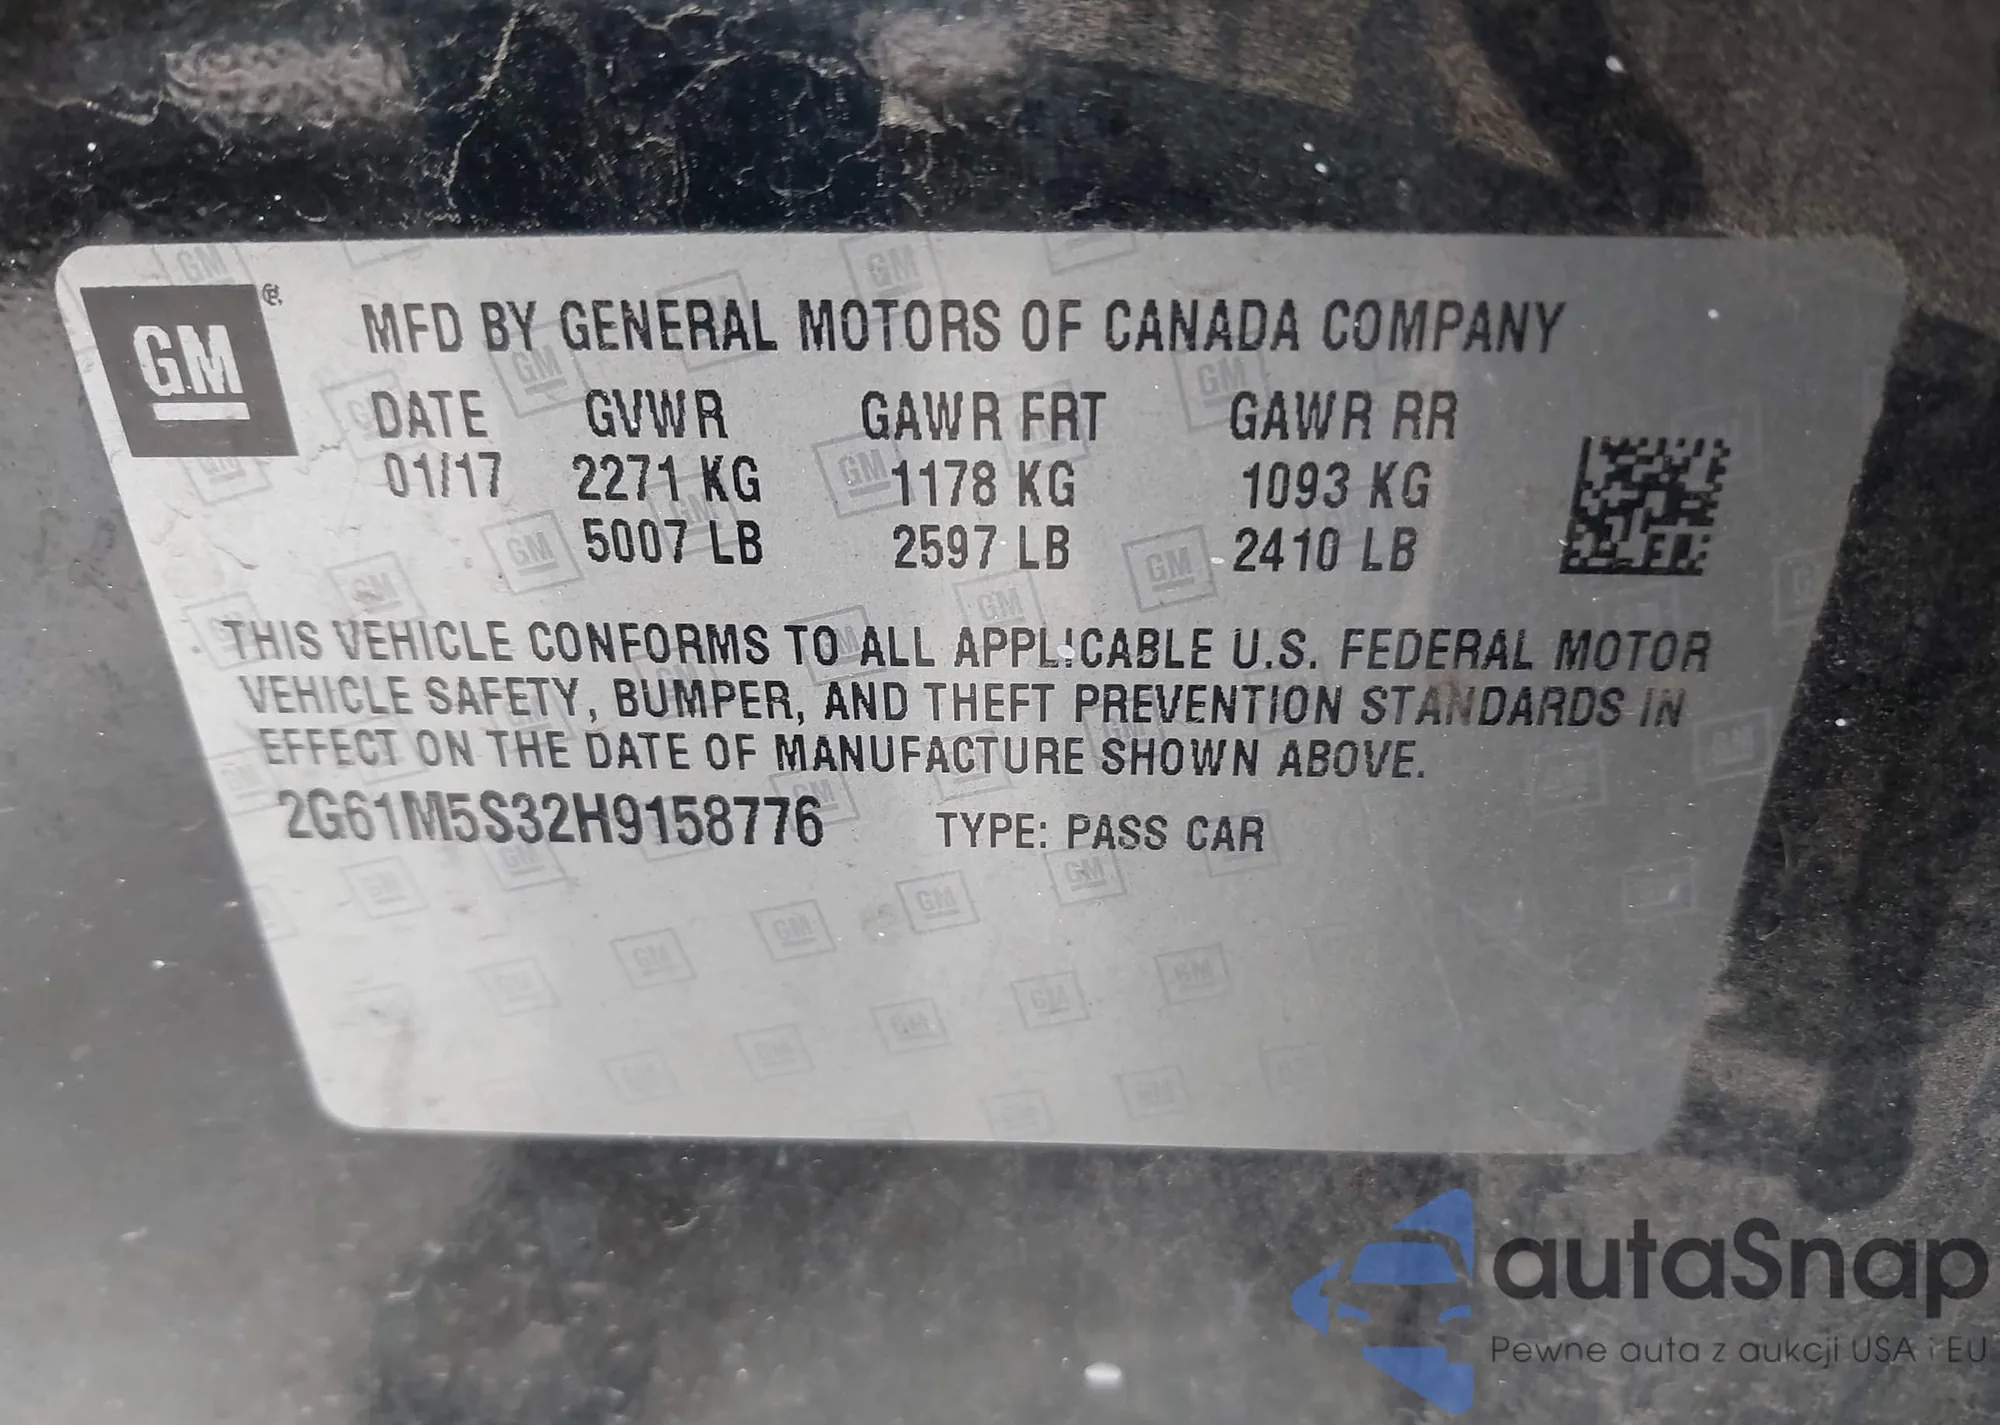 GM
MFD BY GENERAL MOTORS OF CANADA COMPANY
DATE GVWR GAWR FRT GAWR RR
01/17 2271 KG 1178 KG 1093 KG
5007 LB 2597 LB 2410 LB
THIS VEHICLE CONFORMS TO ALL APPLICABLE U.S. FEDERAL MOTOR
VEHICLE SAFETY, BUMPER, AND THEFT PREVENTION STANDARDS IN
EFFECT ON THE DATE OF MANUFACTURE SHOWN ABOVE.
2G61M5S32H9158776 TYPE: PASS CAR
autaSnap
Pewne auta z aukcji USA i EU